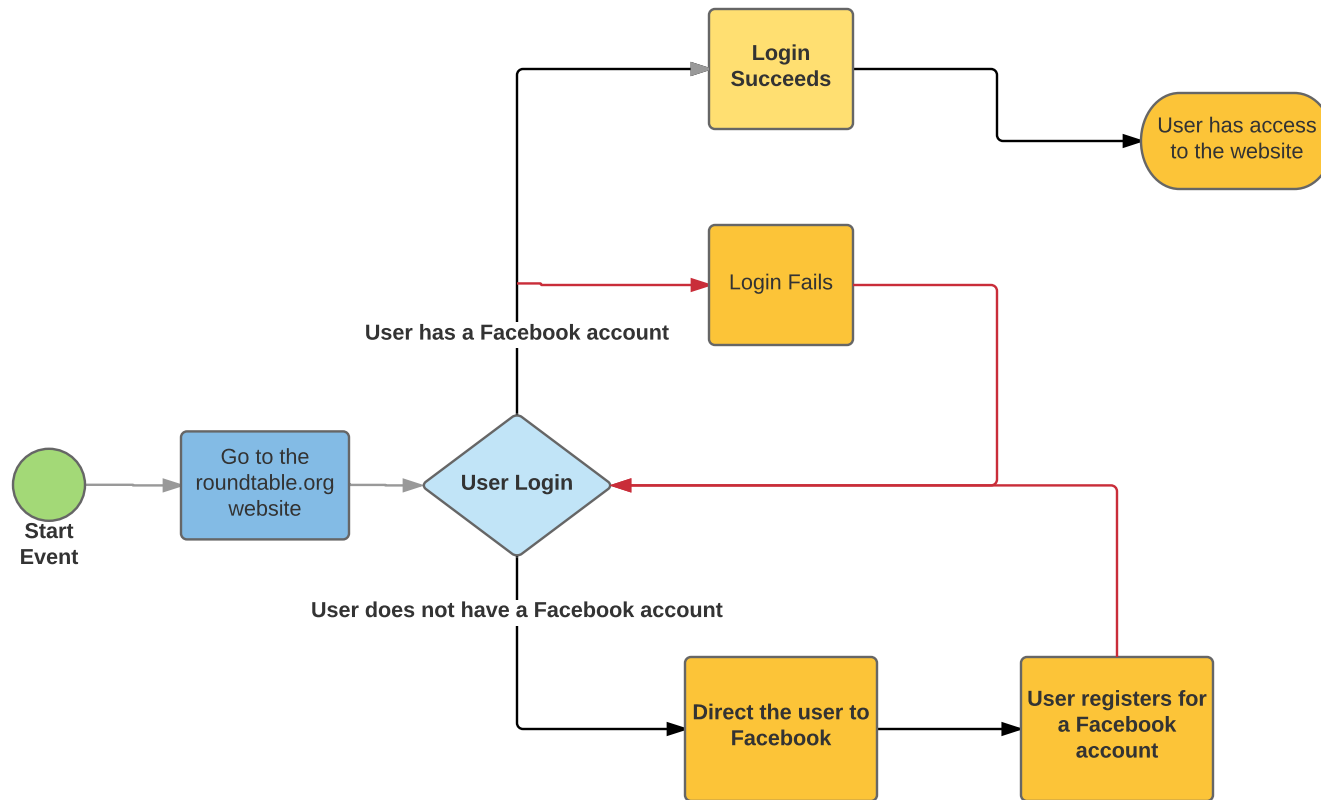 Login
Succeeds
User has access
to the website
Login Fails
User has a Facebook account
Go to the
roundtable.org
website
User Login
Start
Event
User does not have a Facebook account
Direct the user to
Facebook
User registers for
a Facebook
account